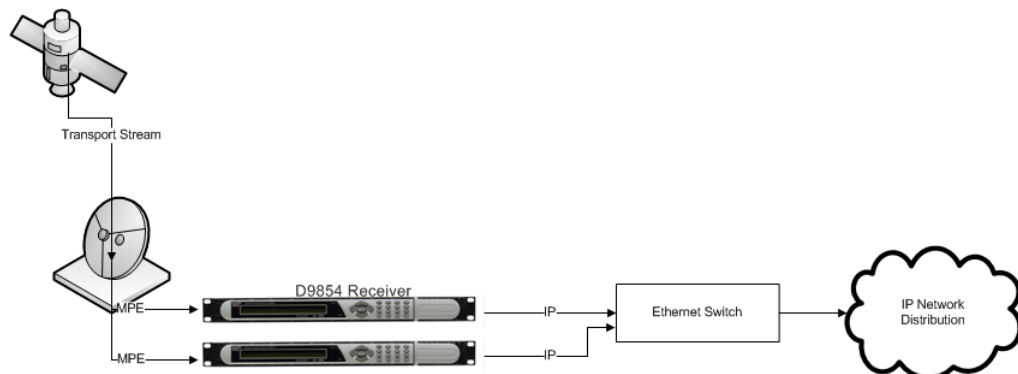 Transport Stream
D9854 Receiver
MPE
IP
Ethernet Switch
IP Network
Distribution
MPE
IP